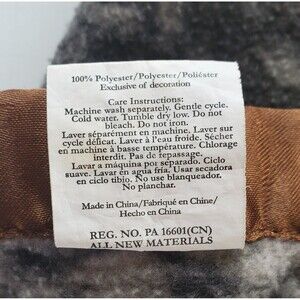 100% Polyester/Polyester/Poliéster
Exclusive of decoration
Care Instructions:
Machine wash separately. Gentle cycle.
Cold water. Tumble dry low. Do not
bleach. Do not iron.
Laver séparément en machine. Laver sur
cycle délicat. Laver à l'eau froide. Sécher
en machine à basse température. Chlorage
interdit. Pas de repassage.
Lavar a máquina por separado. Ciclo
suave. Lavar en agua fría. Usar secadora
en ciclo tibio. No use blanqueador.
No planchar.
Made in China/Fabriqué en Chine/
Hecho en China
REG. NO. PA 16601(CN)
ALL NEW MATERIALS